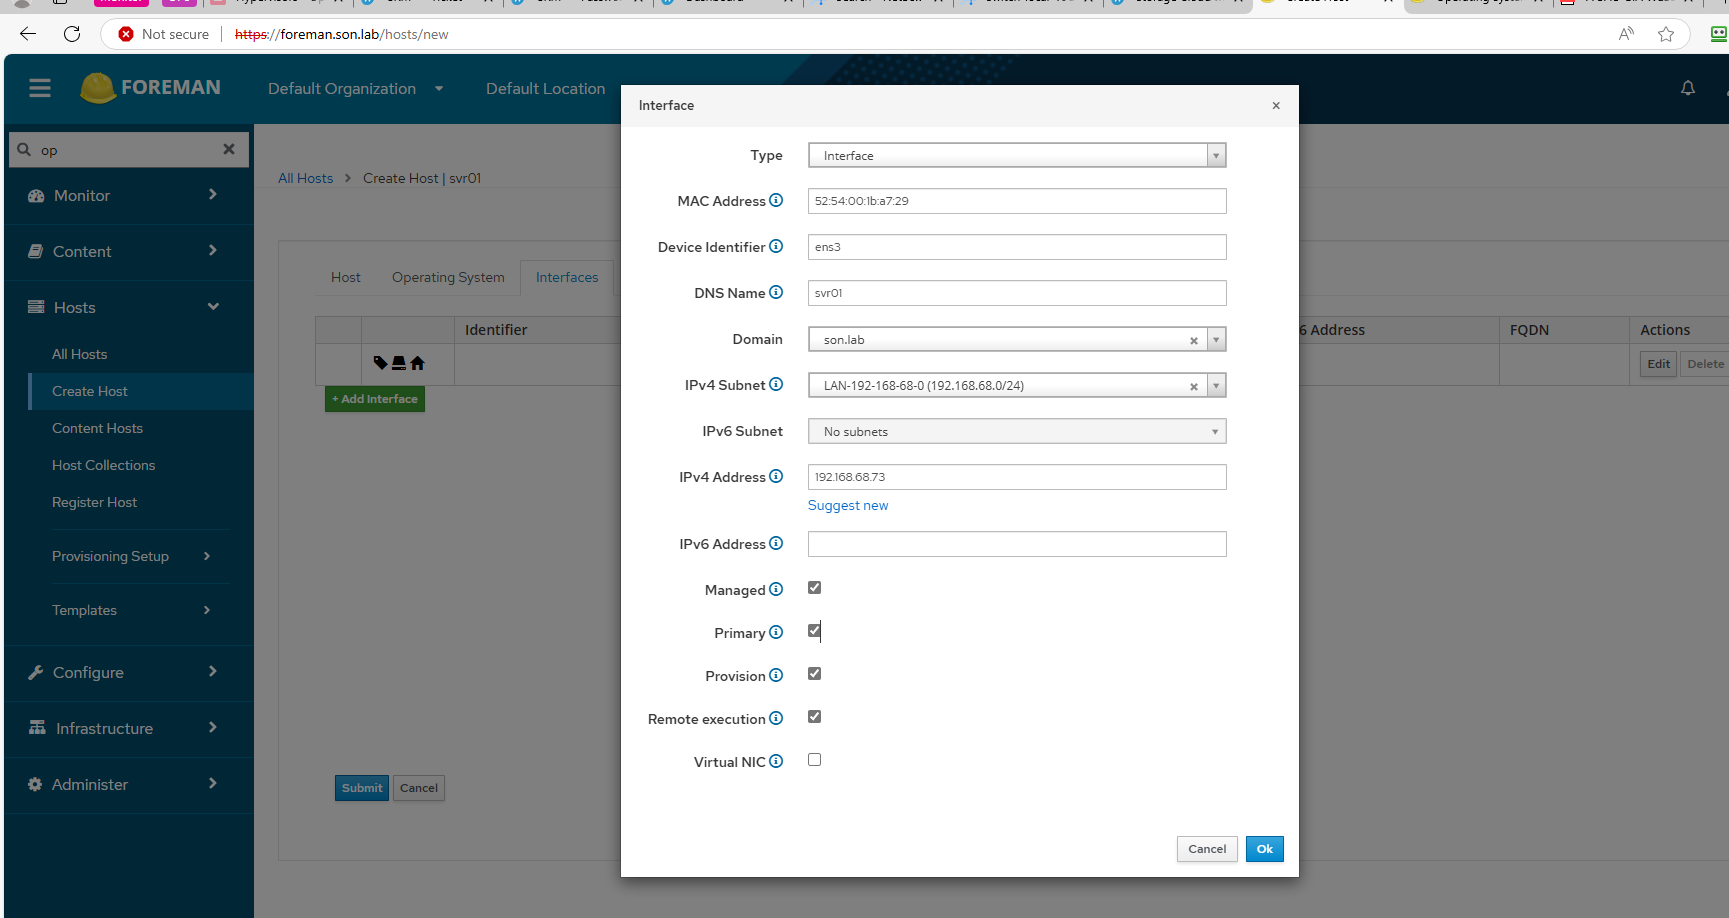 Not secure
https://foreman.son.lab/hosts/new
FOREMAN
Default Organization
Default Location
op
Monitor
Content
Hosts
All Hosts
Create Host
Content Hosts
Host Collections
Register Host
Provisioning Setup
Templates
Configure
Infrastructure
Administer
All Hosts > Create Host | svr01
Host
Operating System
Interfaces
Identifier
6 Address
FQDN
Actions
Edit
Delete
+ Add Interface
Submit
Cancel
Interface
×
Type
Interface
MAC Address
52:54:00:1b:a7:29
Device Identifier
ens3
DNS Name
svr01
Domain
son.lab
IPv4 Subnet
LAN-192-168-68-0 (192.168.68.0/24)
IPv6 Subnet
No subnets
IPv4 Address
192.168.68.73
Suggest new
IPv6 Address
Managed
Primary
Provision
Remote execution
Virtual NIC
Cancel
Ok